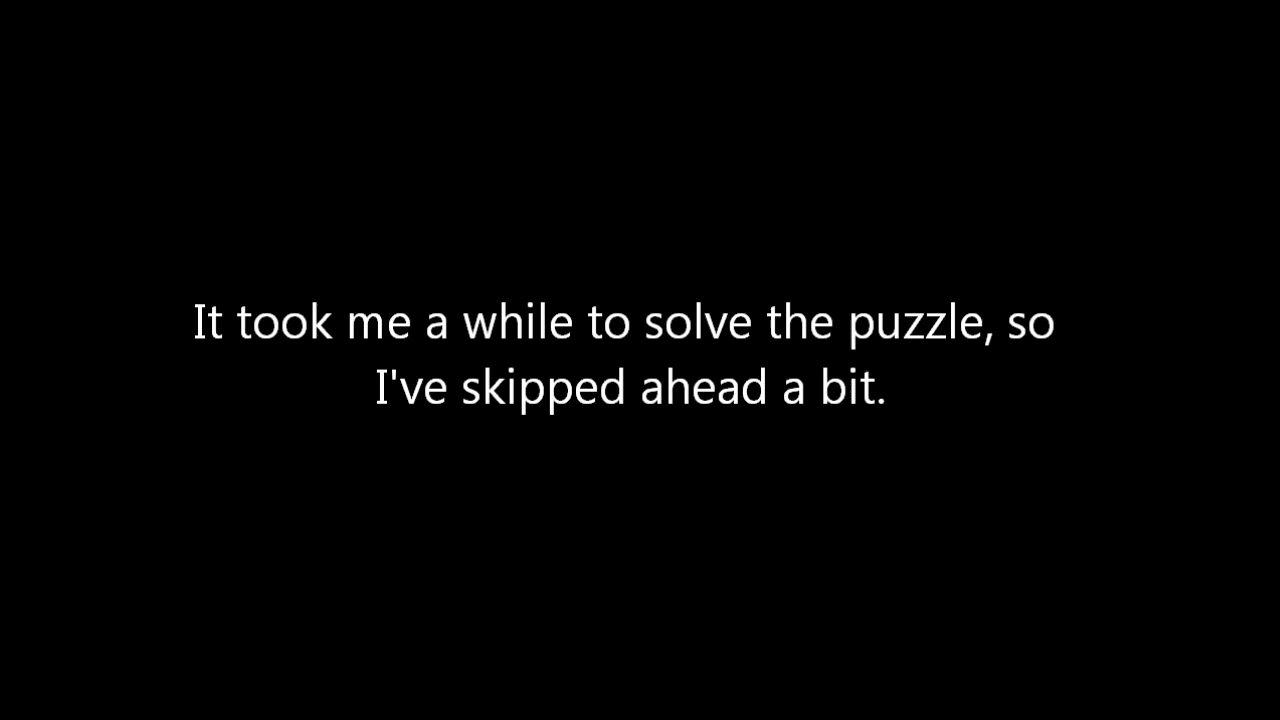 It took me a while to solve the puzzle, so
I've skipped ahead a bit.